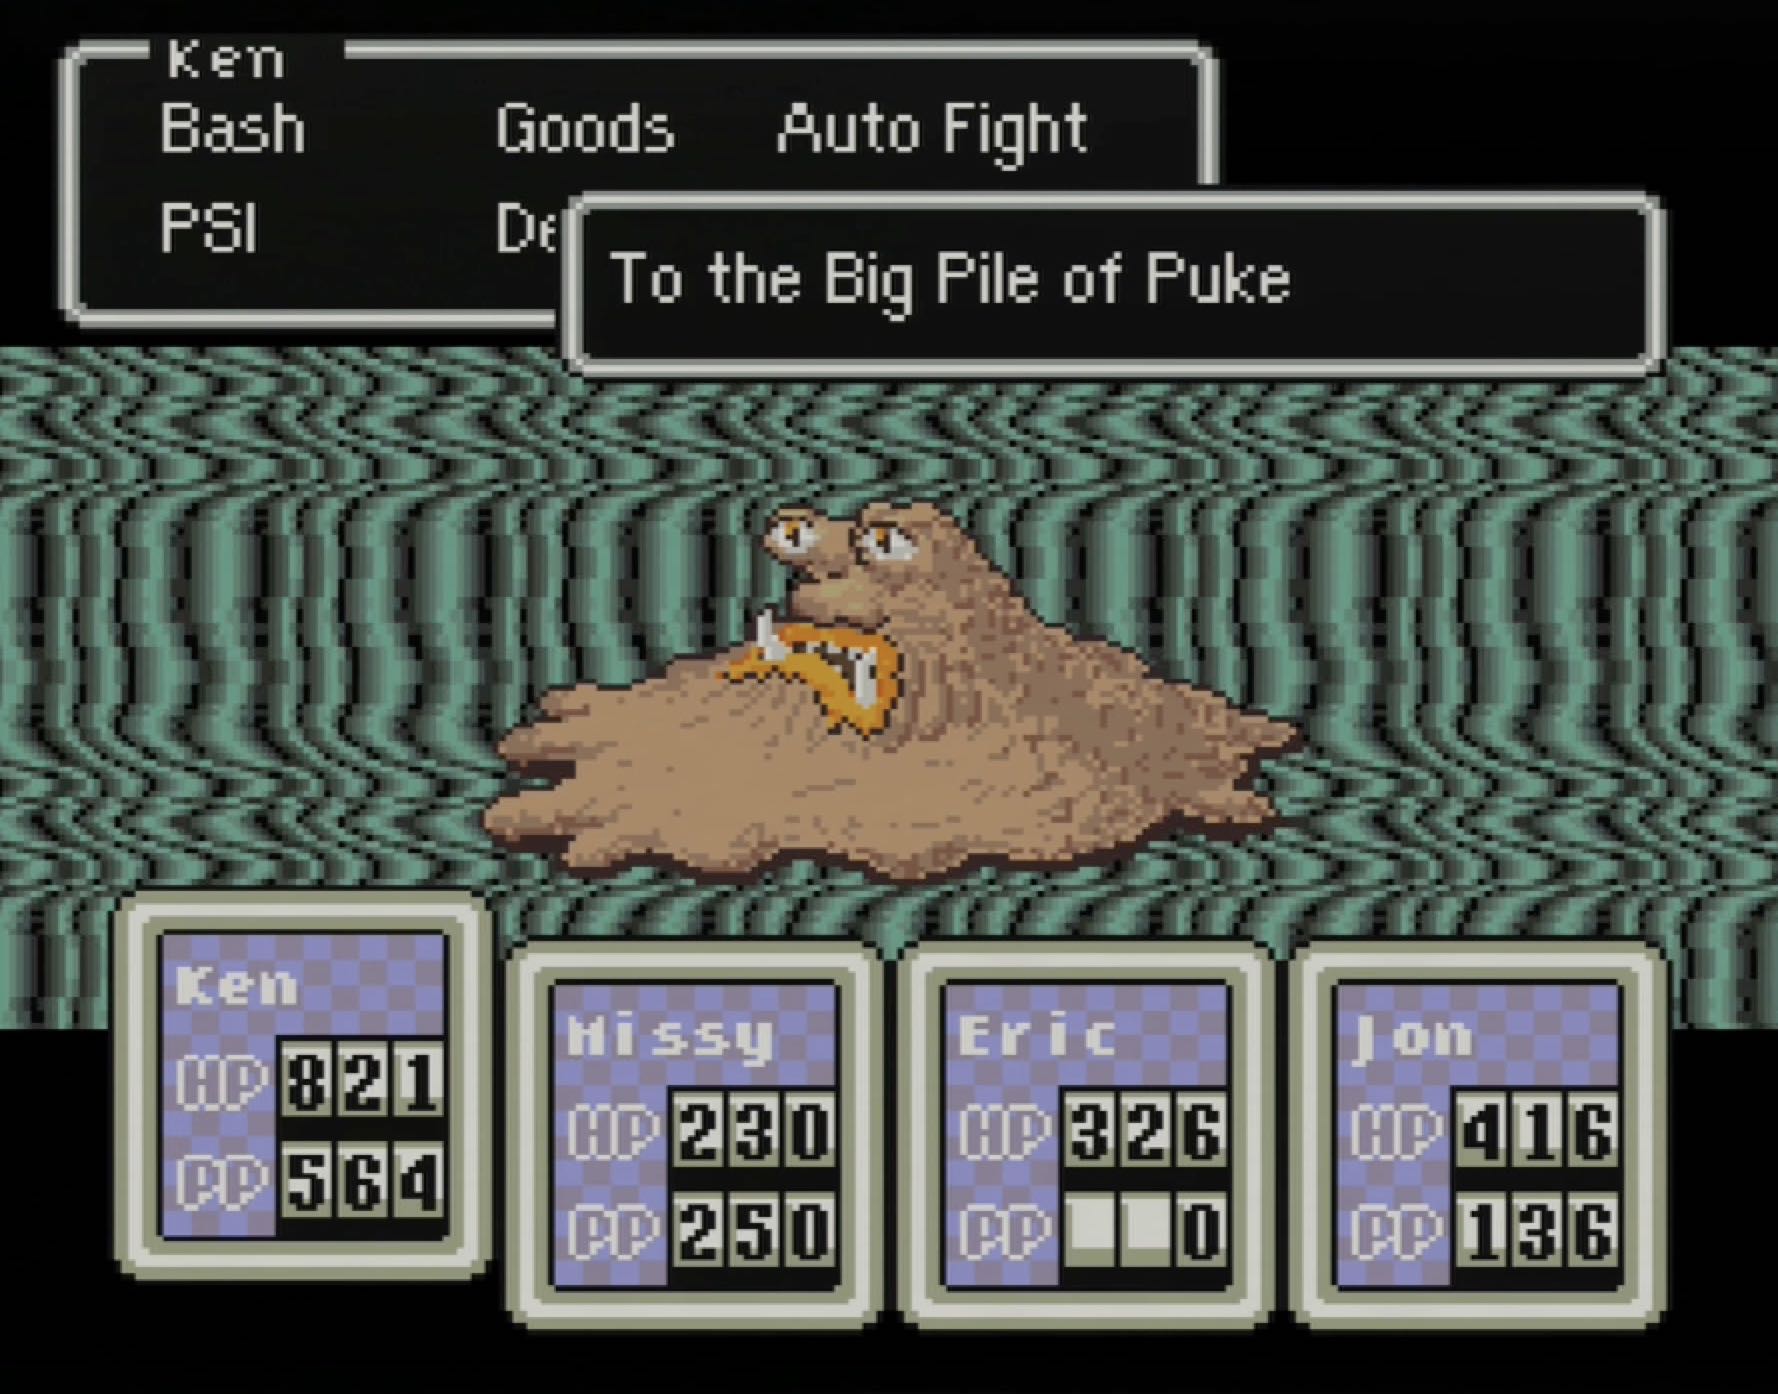 Ken
Bash Goods Auto Fight
PSI De
To the Big Pile of Puke
Ken
HP 821
PP 564
Missy
HP 230
PP 250
Eric
HP 326
PP 0
Jon
HP 416
PP 136